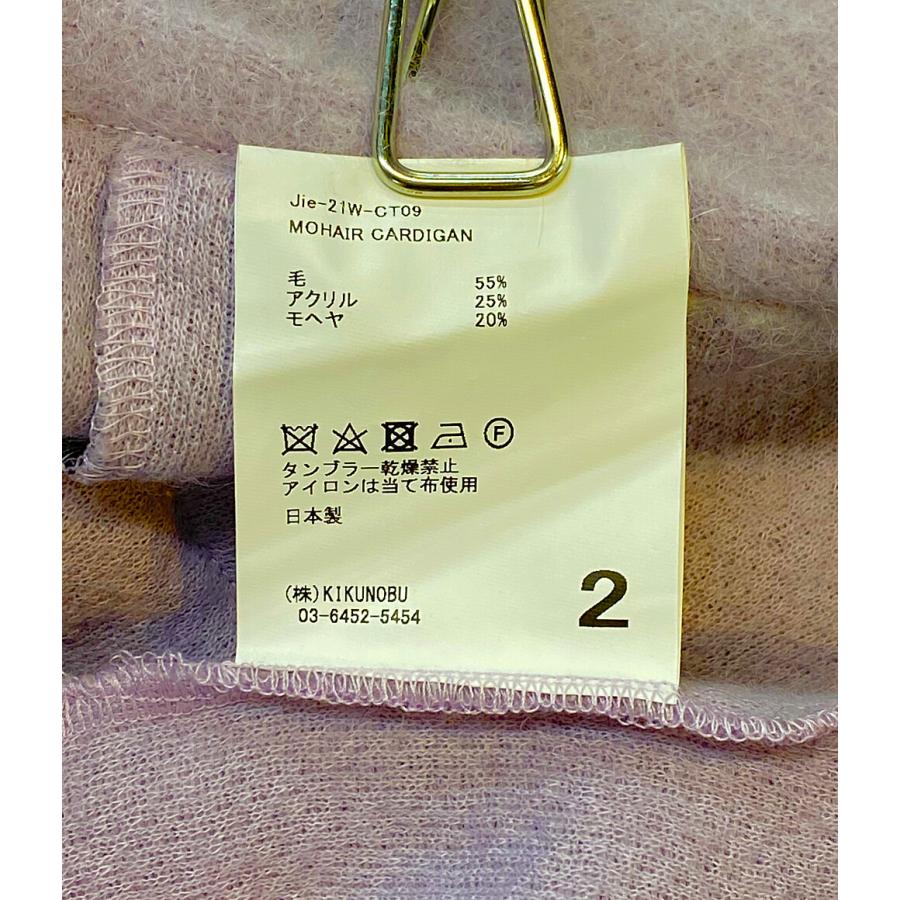 Jie-21W-CT09
MOHAIR CARDIGAN
毛 55%
アクリル 25%
モヘヤ 20%
F
タンブラー乾燥禁止
アイロンは当て布使用
日本製
(株)KIKUNOBU
03-6452-5454
2